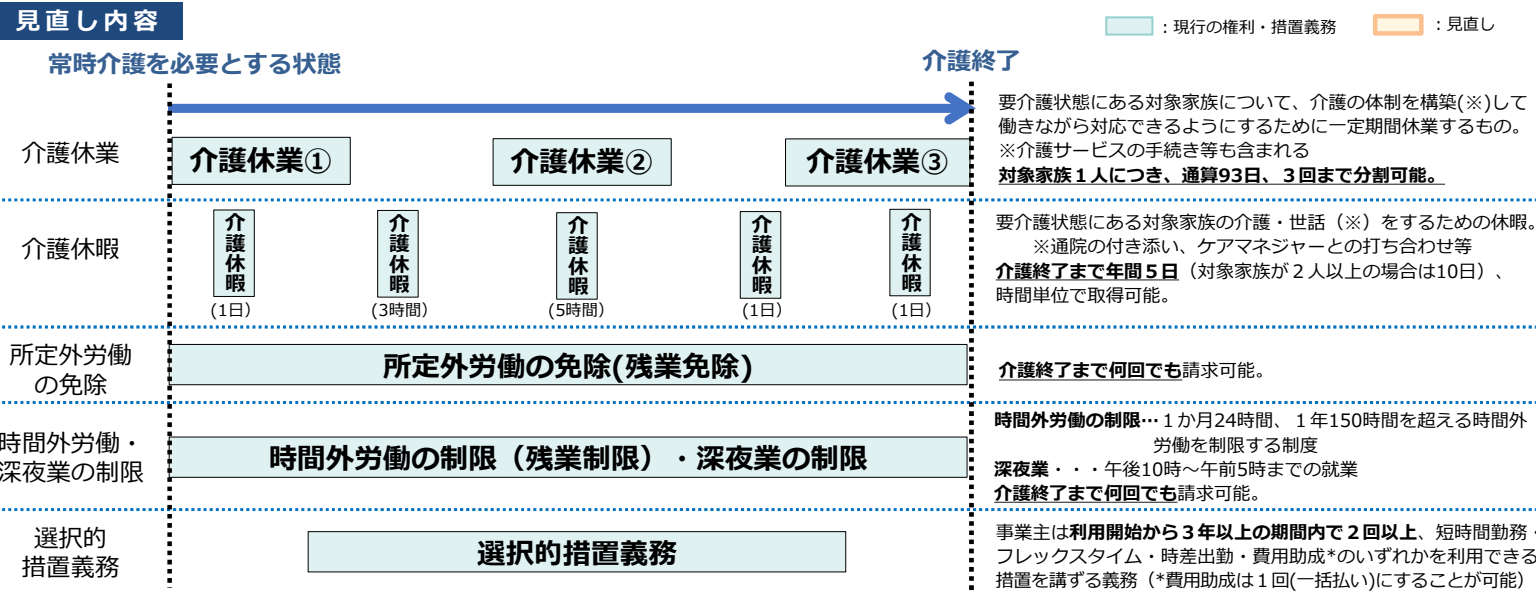 見直し内容
：現行の権利・措置義務
：見直し
常時介護を必要とする状態
介護終了
介護休業
介護休業①
介護休業②
介護休業③
要介護状態にある対象家族について、介護の体制を構築(※)して
働きながら対応できるようにするために一定期間休業するもの。
※介護サービスの手続き等も含まれる
対象家族１人につき、通算93日、３回まで分割可能。
介護休暇
介護休暇
(1日)
介護休暇
(3時間)
介護休暇
(5時間)
介護休暇
(1日)
介護休暇
(1日)
要介護状態にある対象家族の介護・世話（※）をするための休暇。
※通院の付き添い、ケアマネジャーとの打ち合わせ等
介護終了まで年間５日（対象家族が２人以上の場合は10日）、
時間単位で取得可能。
所定外労働
の免除
所定外労働の免除(残業免除)
介護終了まで何回でも請求可能。
時間外労働・
深夜業の制限
時間外労働の制限（残業制限）・深夜業の制限
時間外労働の制限…１か月24時間、１年150時間を超える時間外
労働を制限する制度
深夜業・・・午後10時～午前5時までの就業
介護終了まで何回でも請求可能。
選択的
措置義務
選択的措置義務
事業主は利用開始から３年以上の期間内で２回以上、短時間勤務・
フレックスタイム・時差出勤・費用助成*のいずれかを利用できる
措置を講ずる義務（*費用助成は１回(一括払い)にすることが可能）